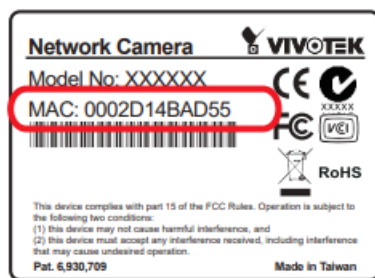 Network Camera
VIVOTEK
Model No: XXXXXX
CE
MAC: 0002D14BAD55
XXXXX
FC
VCI
RoHS
This device complies with part 15 of the FCC Rules. Operation is subject to
the following two conditions:
(1) this device may not cause harmful interference, and
(2) this device must accept any interference received, including interference
that may cause undesired operation.
Pat. 6,930,709
Made in Taiwan